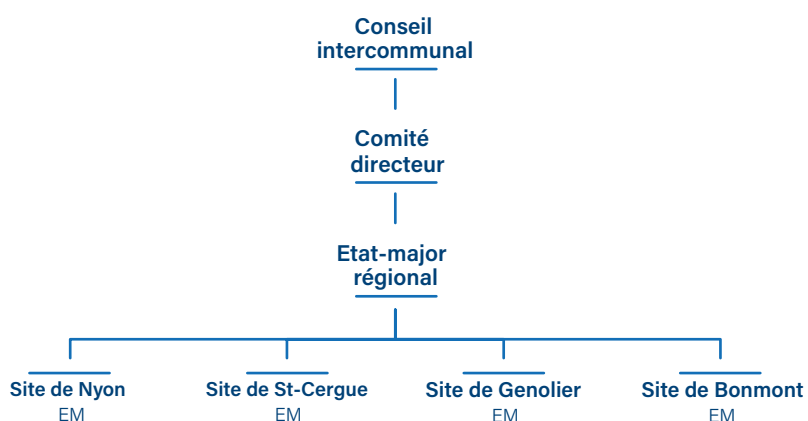 Conseil
intercommunal
Comité
directeur
Etat-major
régional
Site de Nyon
EM
Site de St-Cergue
EM
Site de Genolier
EM
Site de Bonmont
EM